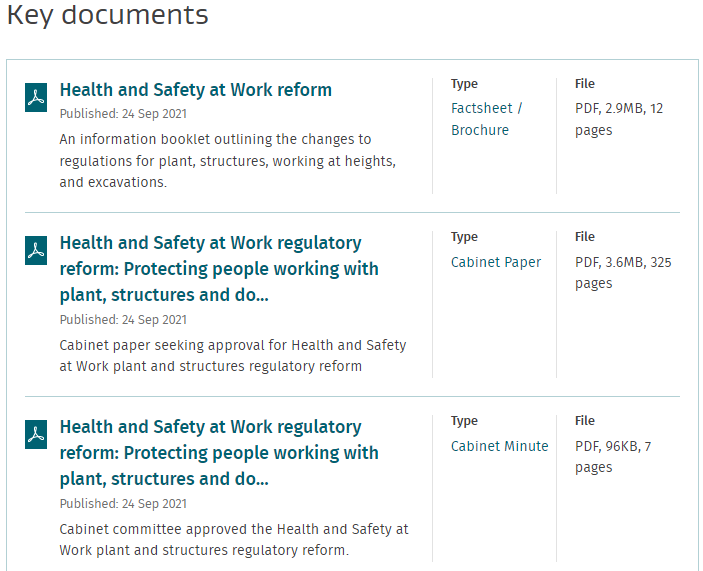 Key documents
Health and Safety at Work reform
Published: 24 Sep 2021
An information booklet outlining the changes to
regulations for plant, structures, working at heights,
and excavations.
Type
Factsheet /
Brochure
File
PDF, 2.9MB, 12
pages
Health and Safety at Work regulatory
reform: Protecting people working with
plant, structures and do...
Published: 24 Sep 2021
Cabinet paper seeking approval for Health and Safety
at Work plant and structures regulatory reform
Type
Cabinet Paper
File
PDF, 3.6MB, 325
pages
Health and Safety at Work regulatory
reform: Protecting people working with
plant, structures and do...
Published: 24 Sep 2021
Cabinet committee approved the Health and Safety at
Work plant and structures regulatory reform.
Type
Cabinet Minute
File
PDF, 96KB, 7
pages